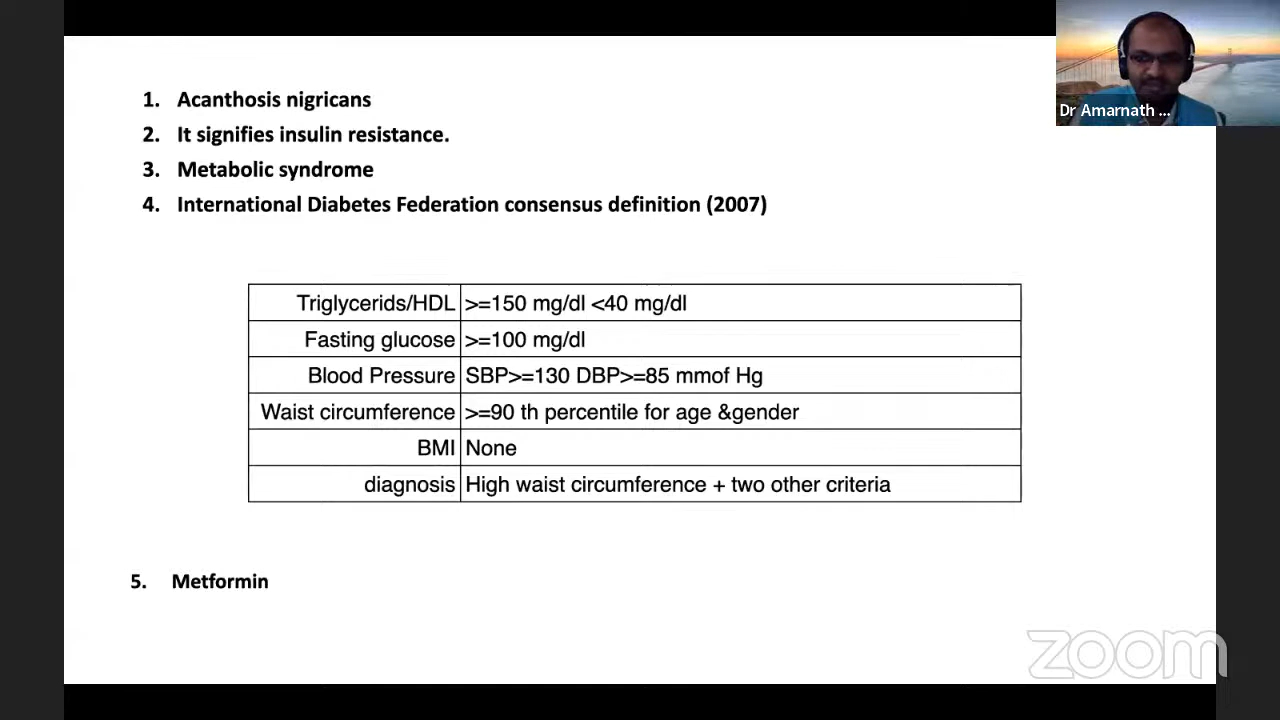 1. Acanthosis nigricans
2. It signifies insulin resistance.
3. Metabolic syndrome
4. International Diabetes Federation consensus definition (2007)
Triglycerids/HDL >=150 mg/dl <40 mg/dl
Fasting glucose >=100 mg/dl
Blood Pressure SBP>=130 DBP>=85 mmof Hg
Waist circumference >=90 th percentile for age &gender
BMI None
diagnosis High waist circumference + two other criteria
5. Metformin
Dr Amarnath ...
zoom